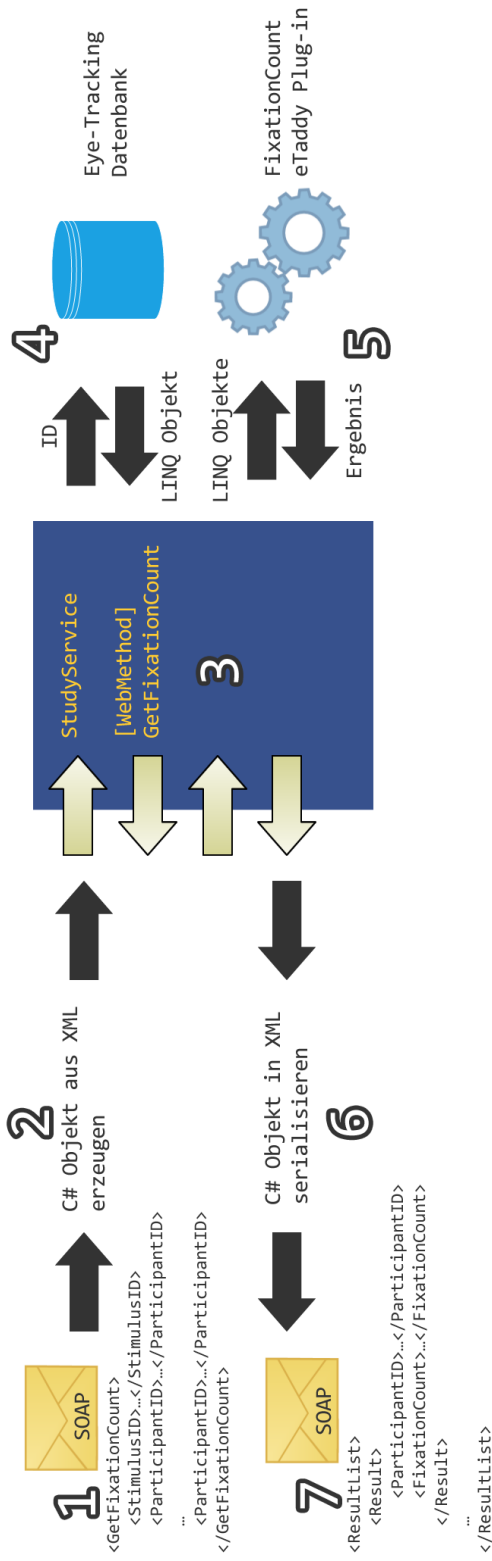 1
SOAP
<GetFixationCount>
<StimulusID>…</StimulusID>
<ParticipantID>…</ParticipantID>
…
<ParticipantID>…</ParticipantID>
</GetFixationCount>
2
C# Objekt aus XML
erzeugen
StudyService
[WebMethod]
GetFixationCount
3
ID
LINQ Objekt
4
Eye-Tracking
Datenbank
LINQ Objekte
Ergebnis
5
FixationCount
eTaddy Plug-in
C# Objekt in XML
serialisieren
6
7
SOAP
<ResultList>
<Result>
<ParticipantID>…</ParticipantID>
<FixationCount>…</FixationCount>
</Result>
…
</ResultList>